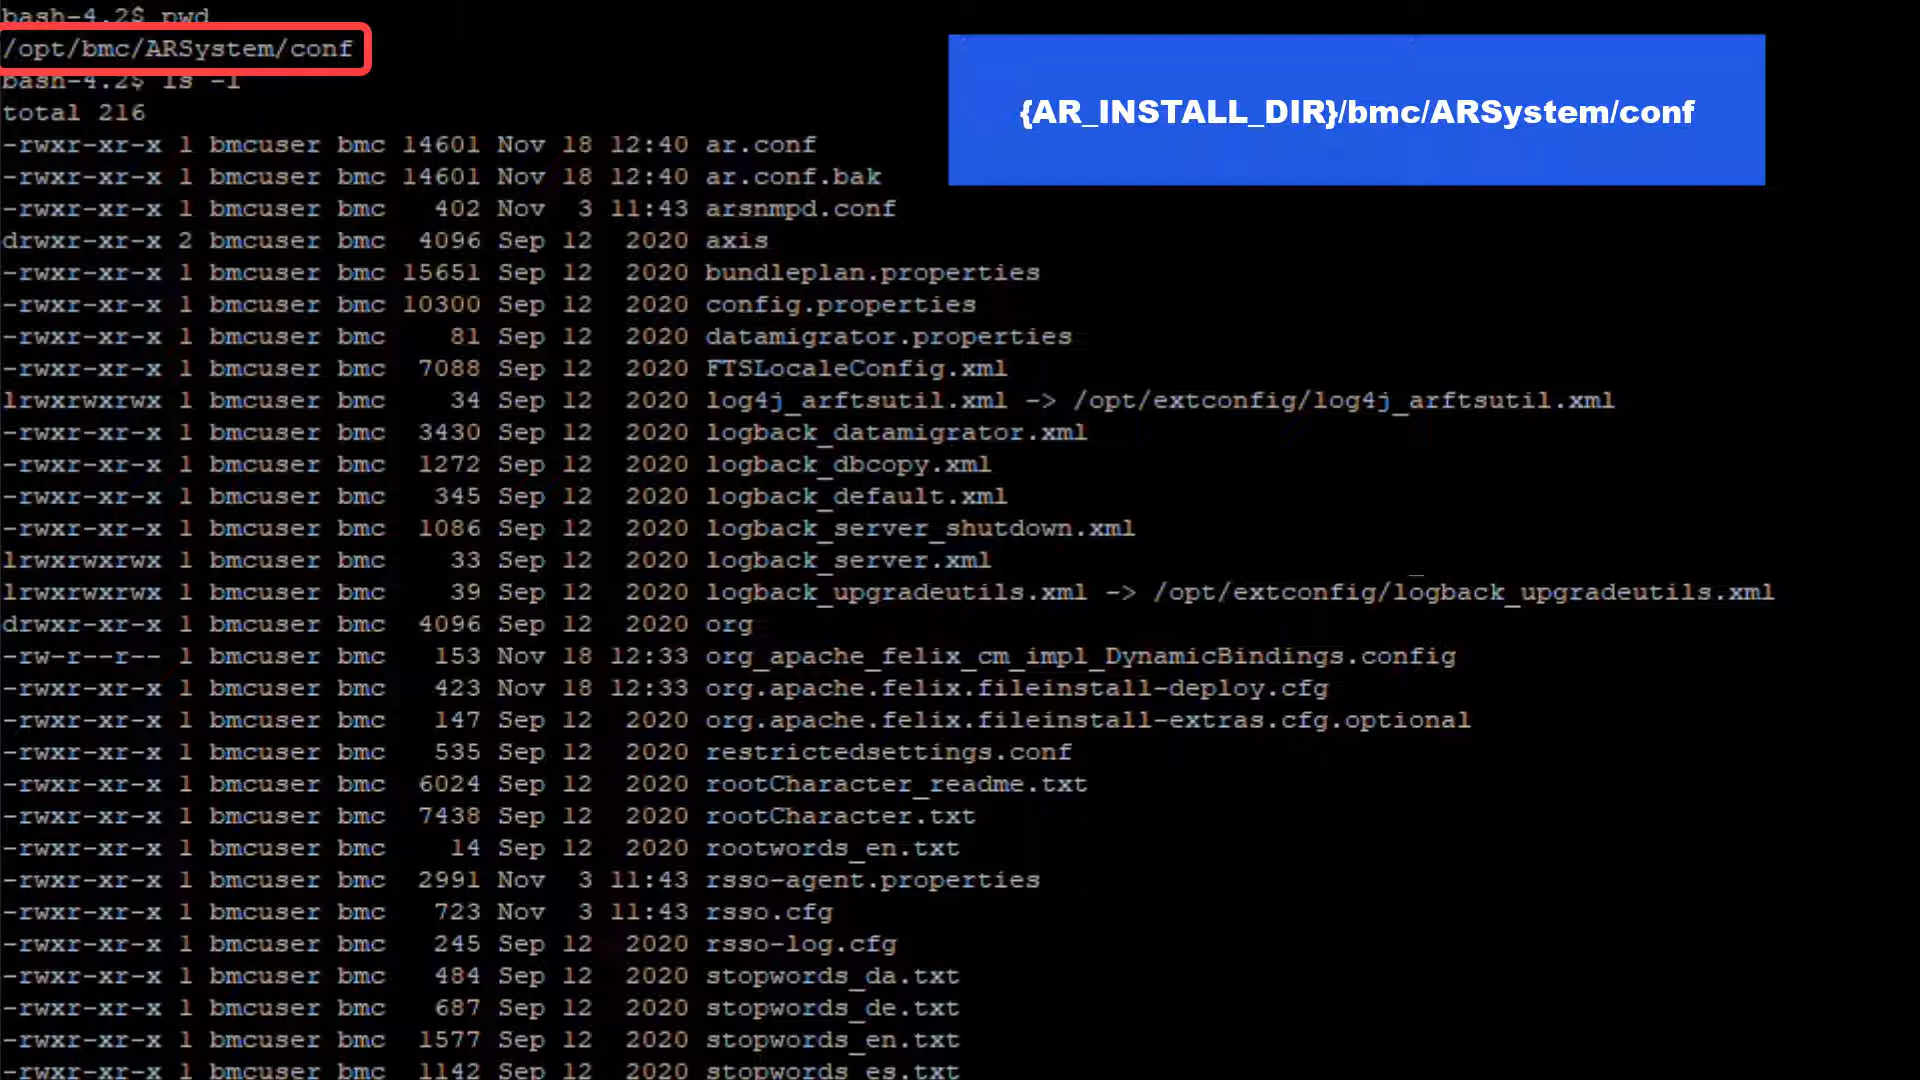 bash-4.2$ pwd
/opt/bmc/ARSystem/conf
bash-4.2$ ls -l
total 216
{AR_INSTALL_DIR}/bmc/ARSystem/conf
-rwxr-xr-x 1 bmcuser bmc 14601 Nov 18 12:40 ar.conf
-rwxr-xr-x 1 bmcuser bmc 14601 Nov 18 12:40 ar.conf.bak
-rwxr-xr-x 1 bmcuser bmc   402 Nov  3 11:43 arsnmpd.conf
drwxr-xr-x 2 bmcuser bmc  4096 Sep 12  2020 axis
-rwxr-xr-x 1 bmcuser bmc 15651 Sep 12  2020 bundleplan.properties
-rwxr-xr-x 1 bmcuser bmc 10300 Sep 12  2020 config.properties
-rwxr-xr-x 1 bmcuser bmc    81 Sep 12  2020 datamigrator.properties
-rwxr-xr-x 1 bmcuser bmc  7088 Sep 12  2020 FTSLocaleConfig.xml
lrwxrwxrwx 1 bmcuser bmc    34 Sep 12  2020 log4j_arftsutil.xml -> /opt/extconfig/log4j_arftsutil.xml
-rwxr-xr-x 1 bmcuser bmc  3430 Sep 12  2020 logback_datamigrator.xml
-rwxr-xr-x 1 bmcuser bmc  1272 Sep 12  2020 logback_dbcopy.xml
-rwxr-xr-x 1 bmcuser bmc   345 Sep 12  2020 logback_default.xml
-rwxr-xr-x 1 bmcuser bmc  1086 Sep 12  2020 logback_server_shutdown.xml
lrwxrwxrwx 1 bmcuser bmc    33 Sep 12  2020 logback_server.xml
lrwxrwxrwx 1 bmcuser bmc    39 Sep 12  2020 logback_upgradeutils.xml -> /opt/extconfig/logback_upgradeutils.xml
drwxr-xr-x 3 bmcuser bmc  4096 Sep 12  2020 org
-rw-r--r-- 1 bmcuser bmc   153 Nov 18 12:33 org_apache_felix_cm_impl_DynamicBindings.config
-rwxr-xr-x 1 bmcuser bmc   423 Nov 18 12:33 org.apache.felix.fileinstall-deploy.cfg
-rwxr-xr-x 1 bmcuser bmc   147 Sep 12  2020 org.apache.felix.fileinstall-extras.cfg.optional
-rwxr-xr-x 1 bmcuser bmc   535 Sep 12  2020 restrictedsettings.conf
-rwxr-xr-x 1 bmcuser bmc  6024 Sep 12  2020 rootCharacter_readme.txt
-rwxr-xr-x 1 bmcuser bmc  7438 Sep 12  2020 rootCharacter.txt
-rwxr-xr-x 1 bmcuser bmc    14 Sep 12  2020 rootwords_en.txt
-rwxr-xr-x 1 bmcuser bmc  2991 Nov  3 11:43 rsso-agent.properties
-rwxr-xr-x 1 bmcuser bmc   723 Nov  3 11:43 rsso.cfg
-rwxr-xr-x 1 bmcuser bmc   245 Sep 12  2020 rsso-log.cfg
-rwxr-xr-x 1 bmcuser bmc   484 Sep 12  2020 stopwords_da.txt
-rwxr-xr-x 1 bmcuser bmc   687 Sep 12  2020 stopwords_de.txt
-rwxr-xr-x 1 bmcuser bmc  1577 Sep 12  2020 stopwords_en.txt
-rwxr-xr-x 1 bmcuser bmc  1142 Sep 12  2020 stopwords_es.txt